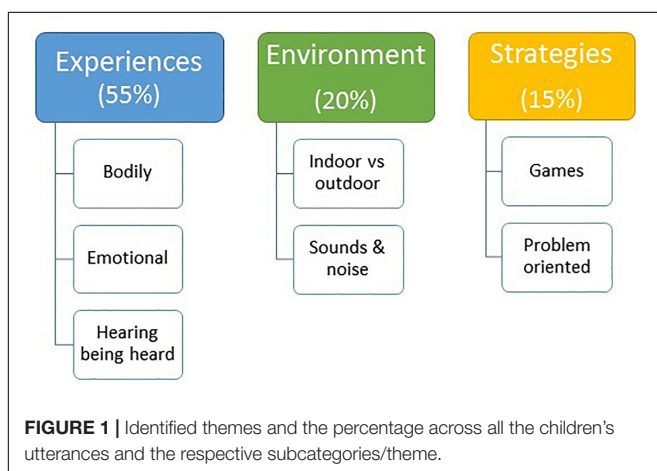 Experiences
(55%)
Bodily
Emotional
Hearing
being heard
Environment
(20%)
Indoor vs
outdoor
Sounds &
noise
Strategies
(15%)
Games
Problem
oriented
FIGURE 1 | Identified themes and the percentage across all the children's
utterances and the respective subcategories/theme.